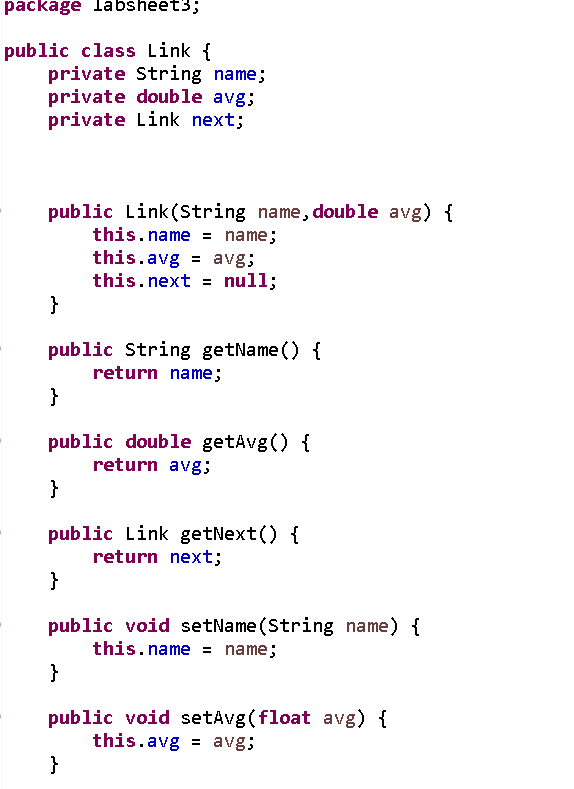 package labsheet3;
public class Link {
    private String name;
    private double avg;
    private Link next;
    public Link(String name,double avg) {
        this.name = name;
        this.avg = avg;
        this.next = null;
    }
    public String getName() {
        return name;
    }
    public double getAvg() {
        return avg;
    }
    public Link getNext() {
        return next;
    }
    public void setName(String name) {
        this.name = name;
    }
    public void setAvg(float avg) {
        this.avg = avg;
    }